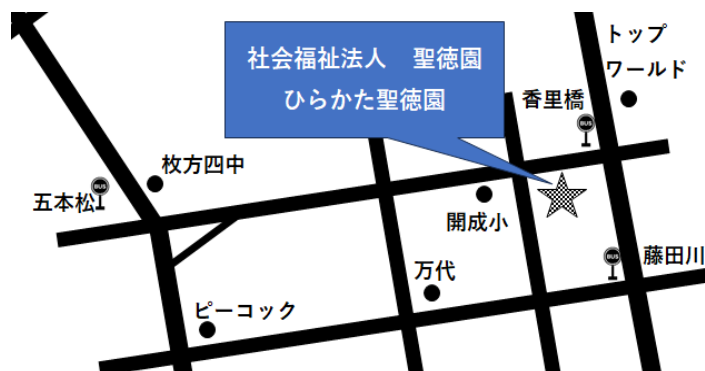 トップ
ワールド
社会福祉法人　聖徳園
ひらかた聖徳園
香里橋
BUS
枚方四中
BUS
五本松
開成小
藤田川
BUS
万代
ピーコック